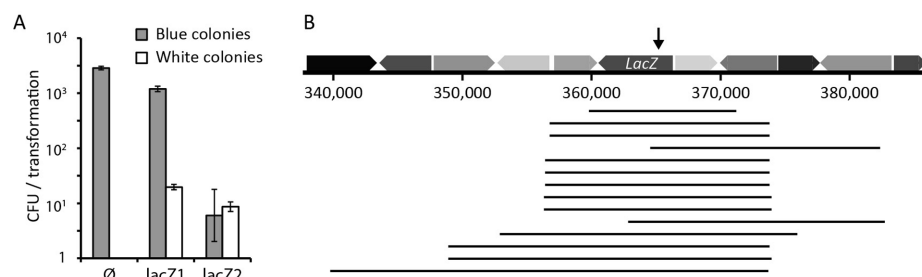 A
B
10⁴
10³
10²
10¹
1
CFU / transformation
Blue colonies
White colonies
Ø
lacZ1
lacZ2
LacZ
340,000
350,000
360,000
370,000
380,000